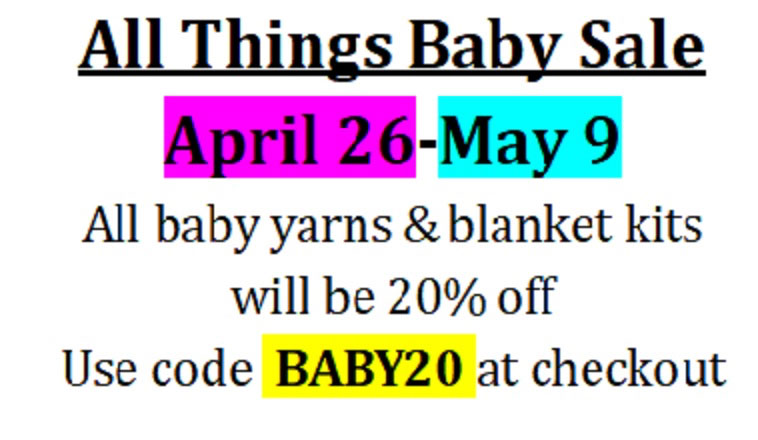 All Things Baby Sale
April 26-May 9
All baby yarns & blanket kits
will be 20% off
Use code BABY20 at checkout